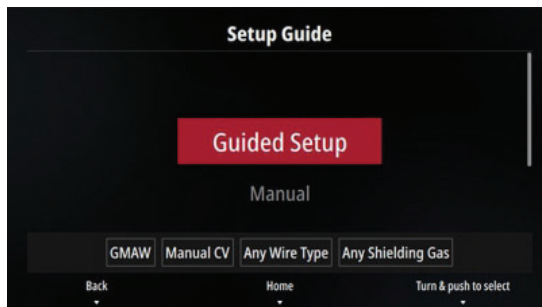 Setup Guide
Guided Setup
Manual
GMAW Manual CV Any Wire Type Any Shielding Gas
Back Home Turn & push to select